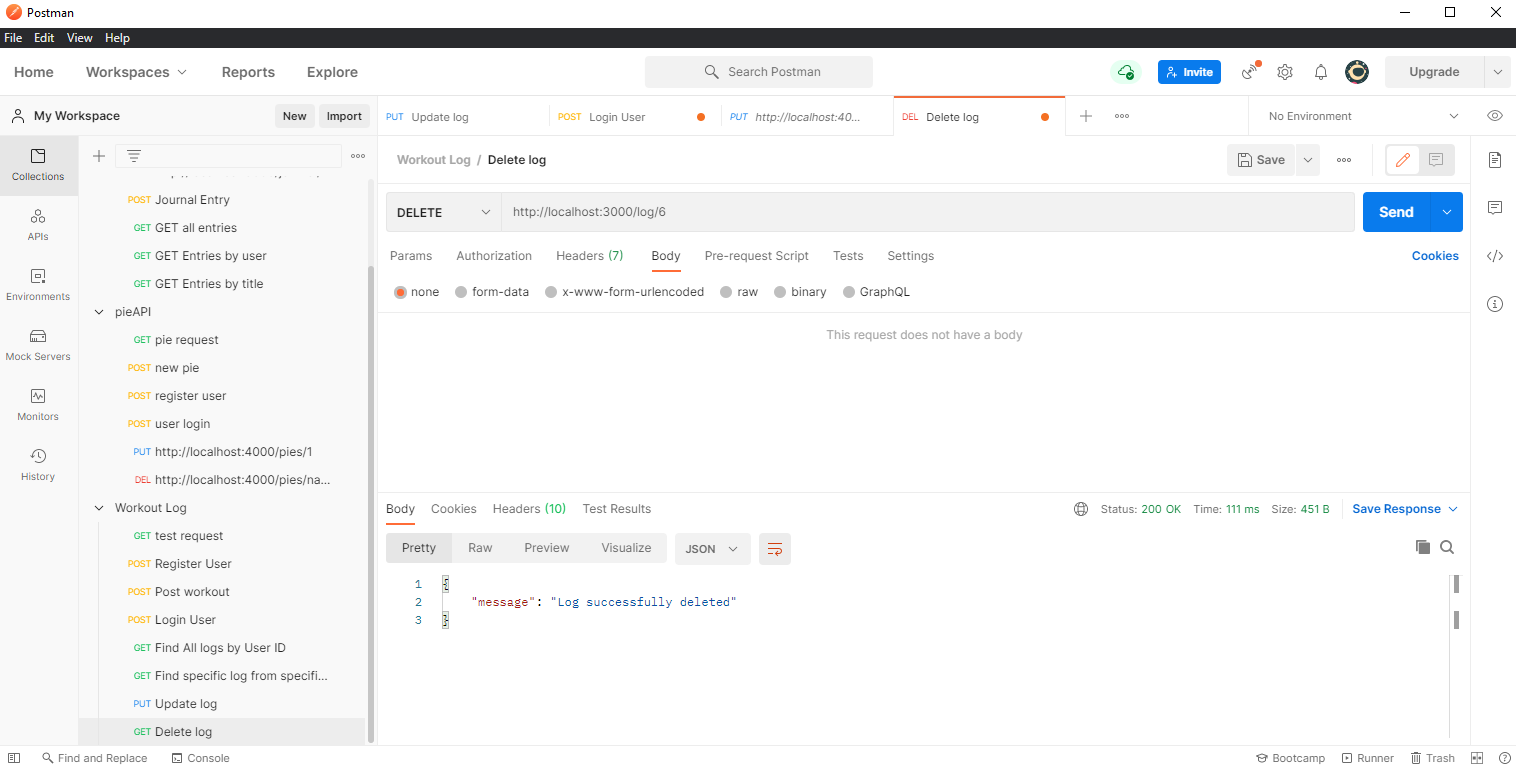 Postman
File Edit View Help
Home Workspaces Reports Explore Search Postman Invite Upgrade
My Workspace New Import
PUT Update log POST Login User PUT http://localhost:40... DEL Delete log No Environment
Collections
APIs
Environments
Mock Servers
Monitors
History
POST Journal Entry
GET GET all entries
GET GET Entries by user
GET GET Entries by title
pieAPI
GET pie request
POST new pie
POST register user
POST user login
PUT http://localhost:4000/pies/1
DEL http://localhost:4000/pies/na...
Workout Log
GET test request
POST Register User
POST Post workout
POST Login User
GET Find All logs by User ID
GET Find specific log from specifi...
PUT Update log
GET Delete log
Workout Log / Delete log Save
DELETE http://localhost:3000/log/6 Send
Params Authorization Headers (7) Body Pre-request Script Tests Settings Cookies
none form-data x-www-form-urlencoded raw binary GraphQL
This request does not have a body
Body Cookies Headers (10) Test Results Status: 200 OK Time: 111 ms Size: 451 B Save Response
Pretty Raw Preview Visualize JSON
1 {
2 "message": "Log successfully deleted"
3 }
Find and Replace Console Bootcamp Runner Trash